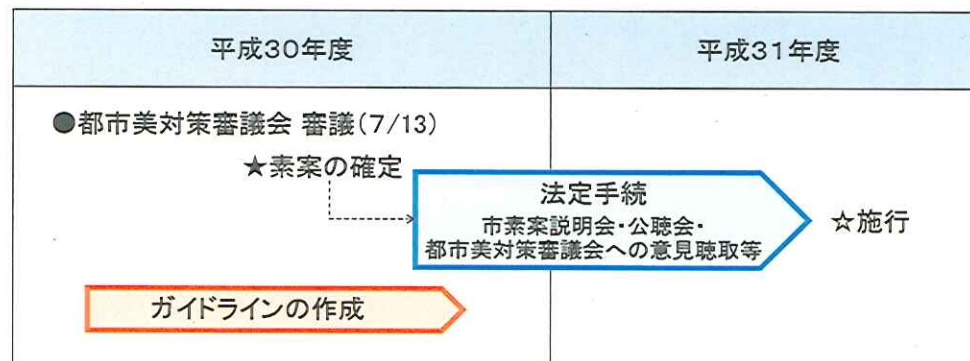 平成30年度
平成31年度
●都市美対策審議会 審議(7/13)
★素案の確定
法定手続
市素案説明会・公聴会・
都市美対策審議会への意見聴取等
☆施行
ガイドラインの作成